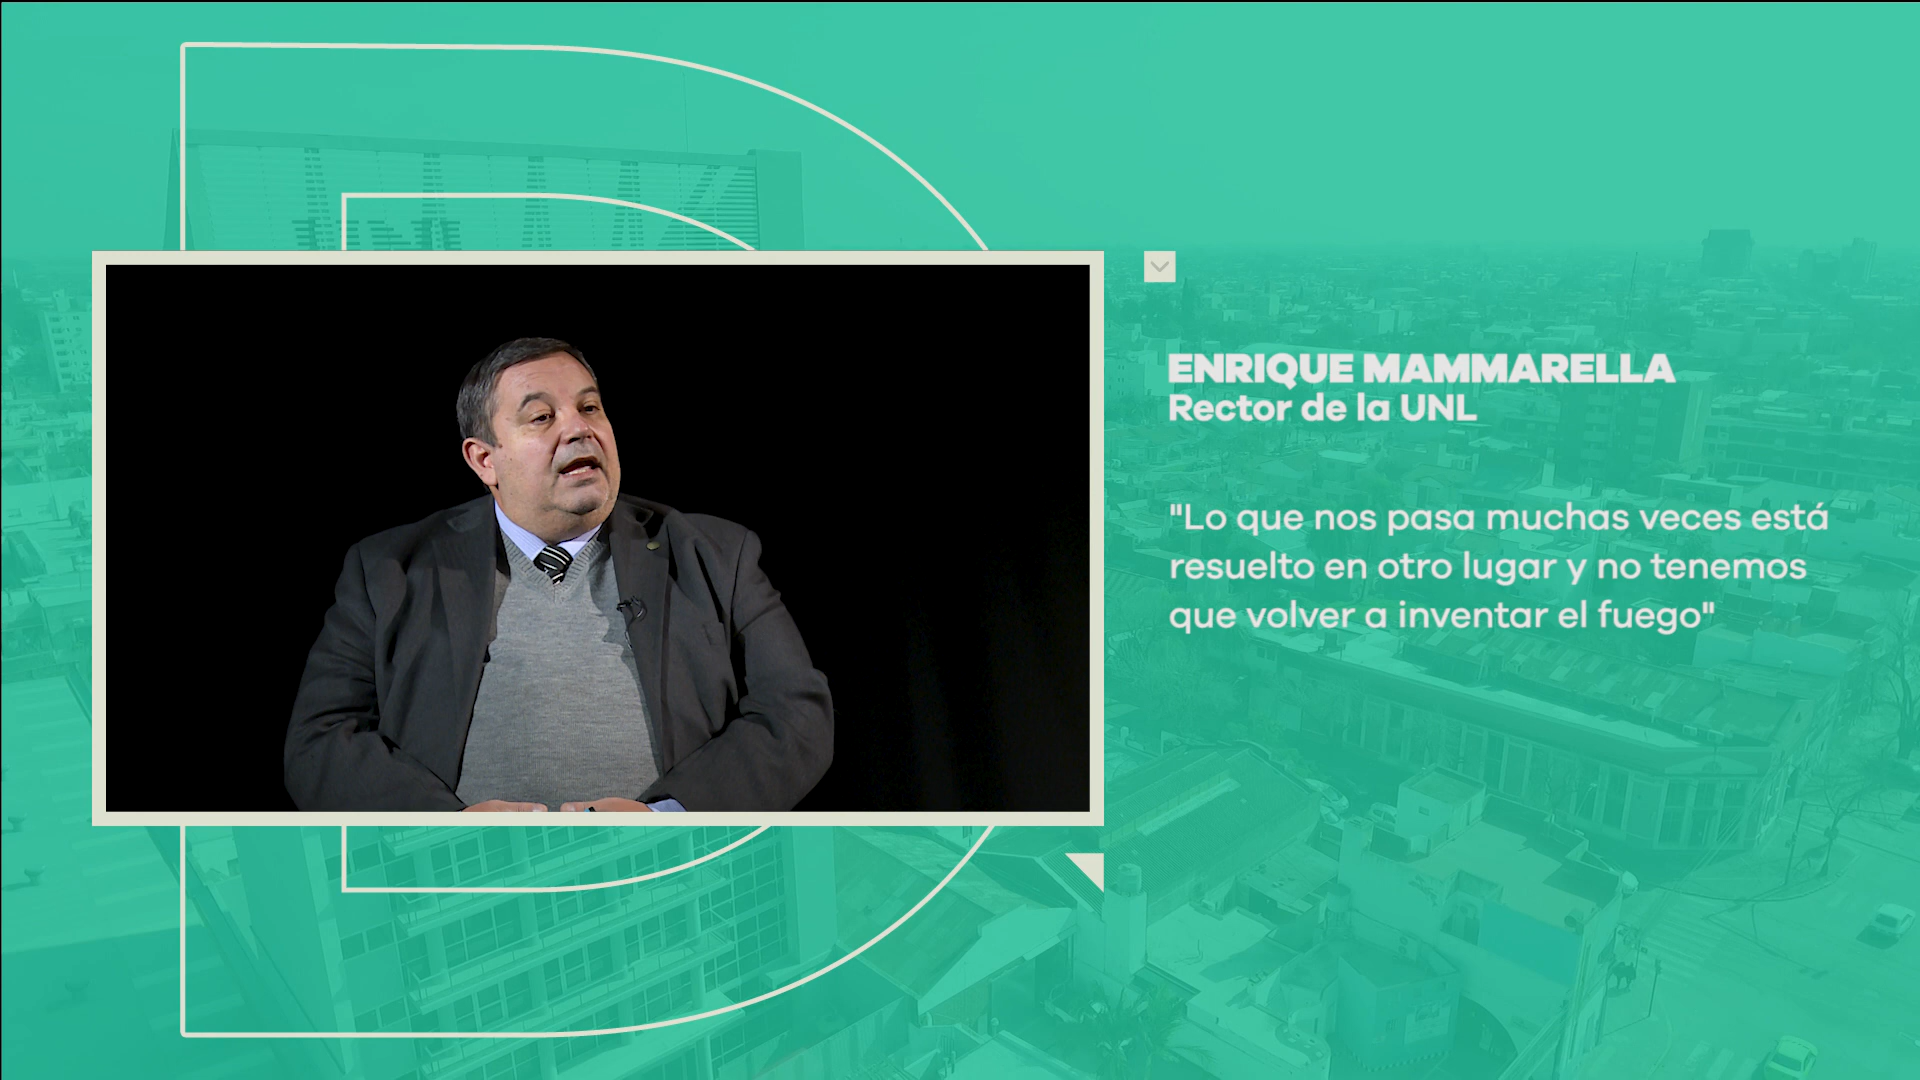 ENRIQUE MAMMARELLA
Rector de la UNL
"Lo que nos pasa muchas veces está
resuelto en otro lugar y no tenemos
que volver a inventar el fuego"